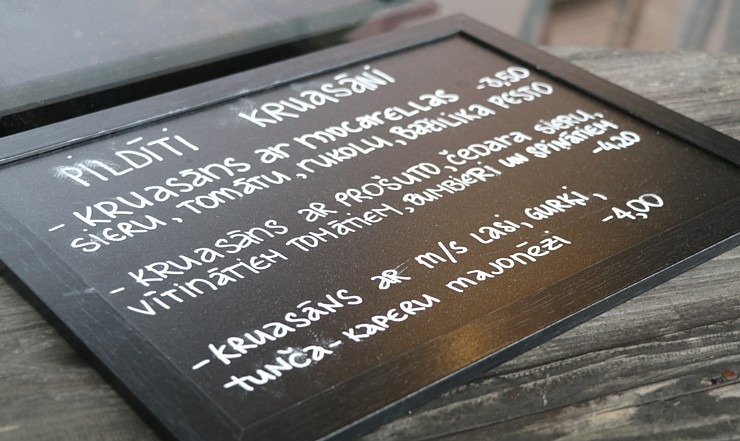 PILDĪTI KRUASĀNI
- KRUASĀNS ar mocarellas -3,50
SIERU, TOMĀTU, RUKOLU, BAZILIKA PESTO
- KRUASĀNS AR PROŠUTO, ČEDARA SIERU,
VĪTINĀTIEM TOMĀTIEM, BUMBIERI UN SPINĀTIEM -4,20
- KRUASĀNS AR M/S LASI, GURĶI, -4,00
TUNČA-KAPERU MAJONĒZI